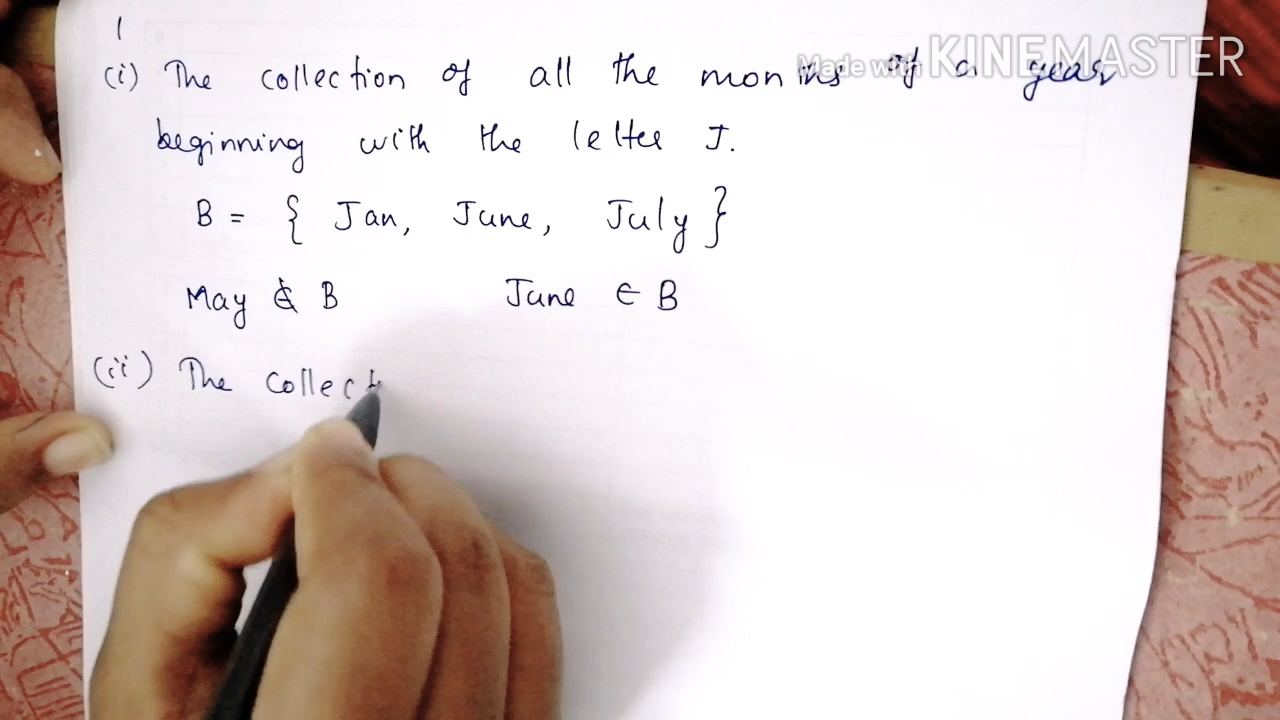 1
(i) The collection of all the months of a year
Made with KINEMASTER
beginning with the letter J.
B = { Jan, June, July }
May ∉ B June ∈ B
(ii) The collect